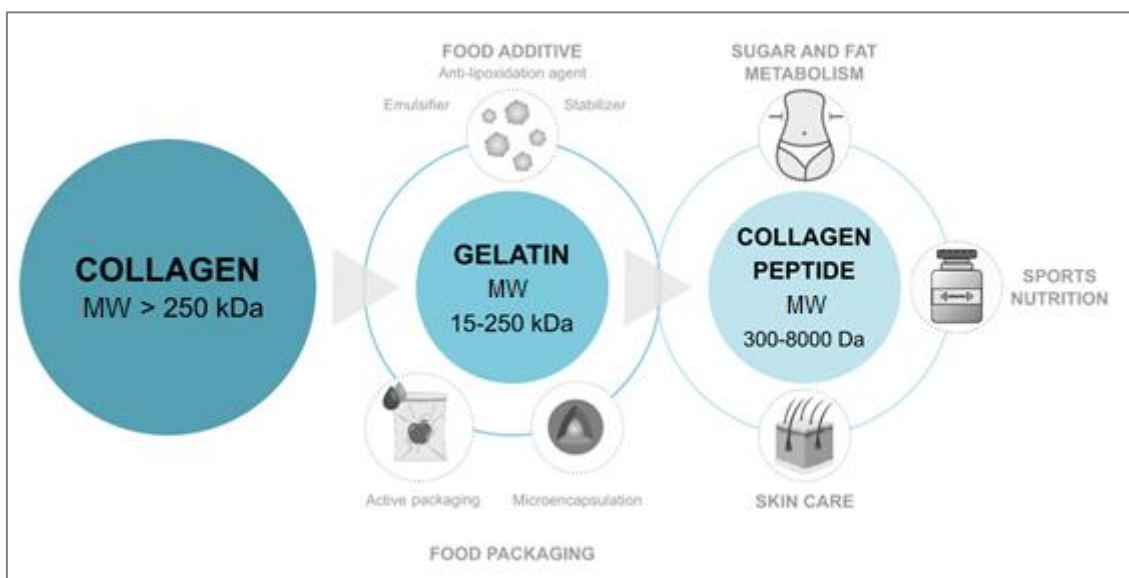 COLLAGEN
MW > 250 kDa
FOOD ADDITIVE
Anti-lipoxidation agent
Emulsifier
Stabilizer
GELATIN
MW
15-250 kDa
Active packaging
Microencapsulation
FOOD PACKAGING
SUGAR AND FAT
METABOLISM
COLLAGEN
PEPTIDE
MW
300-8000 Da
SPORTS
NUTRITION
SKIN CARE